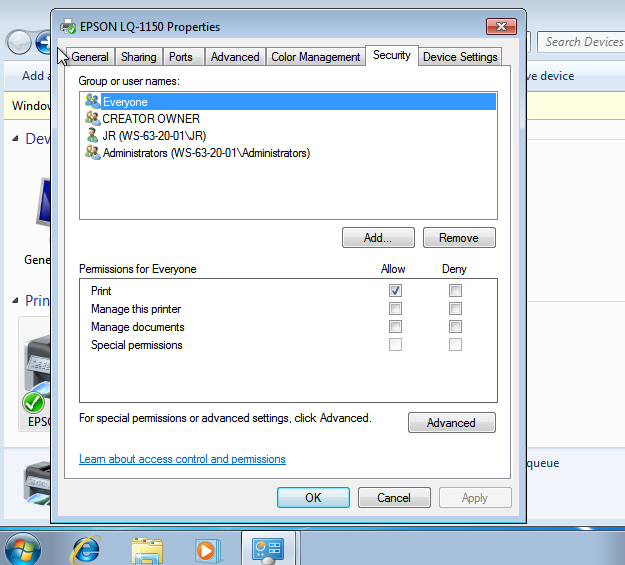 EPSON LQ-1150 Properties
Search Devices
Add a
ve device
Window
General
Sharing
Ports
Advanced
Color Management
Security
Device Settings
Group or user names:
Everyone
CREATOR OWNER
JR (WS-63-20-01\JR)
Administrators (WS-63-20-01\Administrators)
Dev
Gene
Add...
Remove
Permissions for Everyone
Allow
Deny
Print
Manage this printer
Manage documents
Special permissions
Prin
EPSO
For special permissions or advanced settings, click Advanced.
Advanced
Learn about access control and permissions
queue
OK
Cancel
Apply